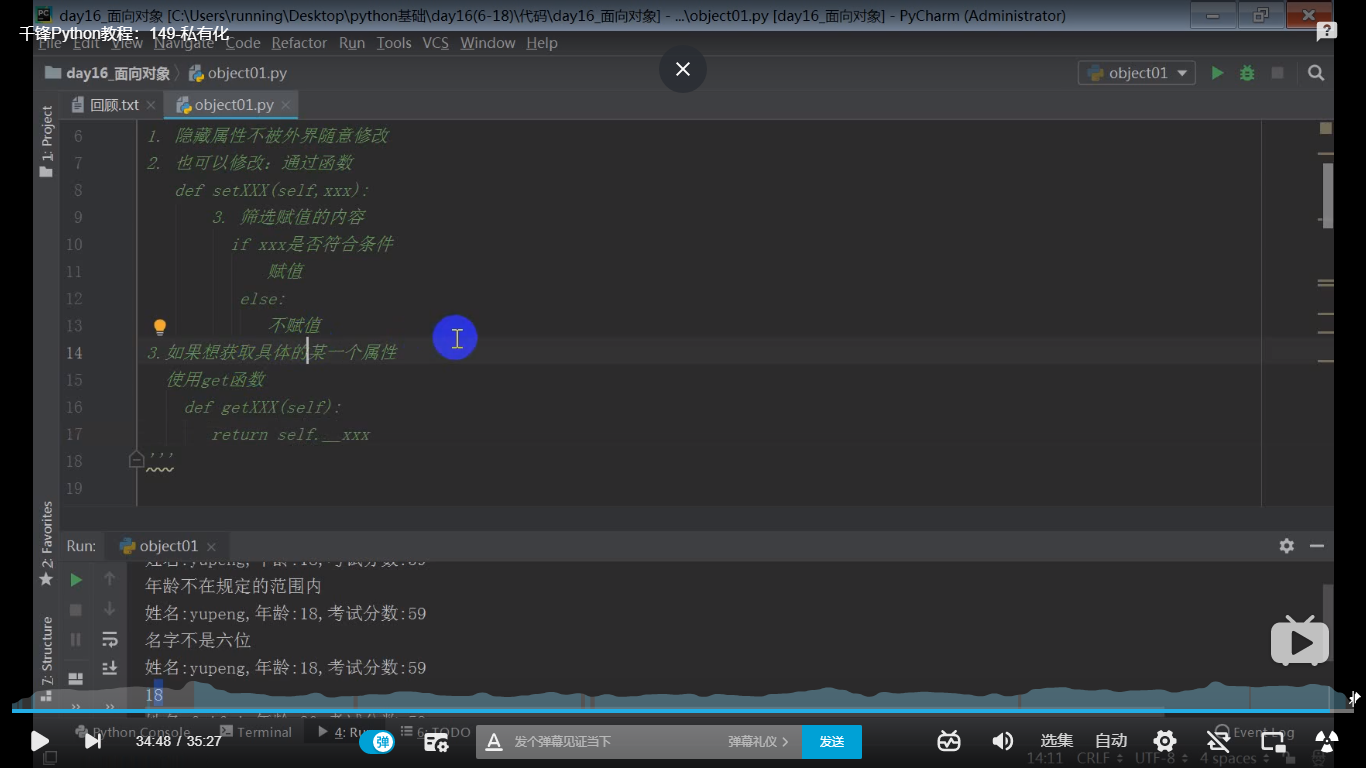 day16_面向对象 [C:\Users\running\Desktop\python基础\day16(6-18)\代码\day16_面向对象] - ...\object01.py [day16_面向对象] - PyCharm (Administrator)
千锋Python教程：149-私有化
File Edit View Navigate Code Refactor Run Tools VCS Window Help
day16_面向对象 object01.py object01
回顾.txt object01.py
1: Project
6 1. 隐藏属性不被外界随意修改
7 2. 也可以修改：通过函数
8 def setXXX(self,xxx):
9 3. 筛选赋值的内容
10 if xxx是否符合条件
11 赋值
12 else:
13 不赋值
14 3.如果想获取具体的某一个属性
15 使用get函数
16 def getXXX(self):
17 return self.__xxx
18 '''
19
2: Favorites
7: Structure
Run: object01
年龄不在规定的范围内
姓名:yupeng,年龄:18,考试分数:59
名字不是六位
姓名:yupeng,年龄:18,考试分数:59
18
Python Console Terminal 4: Run 6: TODO Event Log
34:48 / 35:27 弹 发个弹幕见证当下 弹幕礼仪 > 发送 选集 自动
14:11 CRLF UTF-8 4 spaces